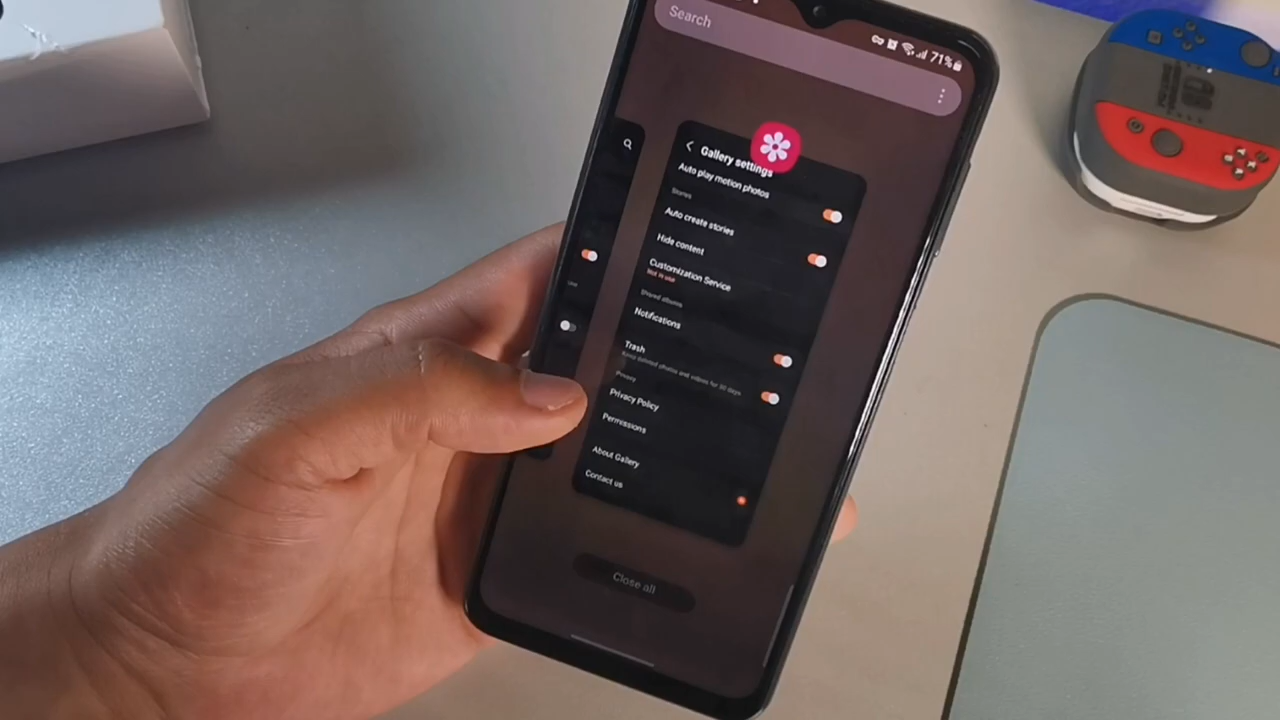 Search
71%
Gallery settings
Auto play motion photos
Stories
Auto create stories
Hide content
Customization Service
Not in use
Shared albums
Notifications
Trash
Keep deleted photos and videos for 30 days
Privacy
Privacy Policy
Permissions
About Gallery
Contact us
Close all